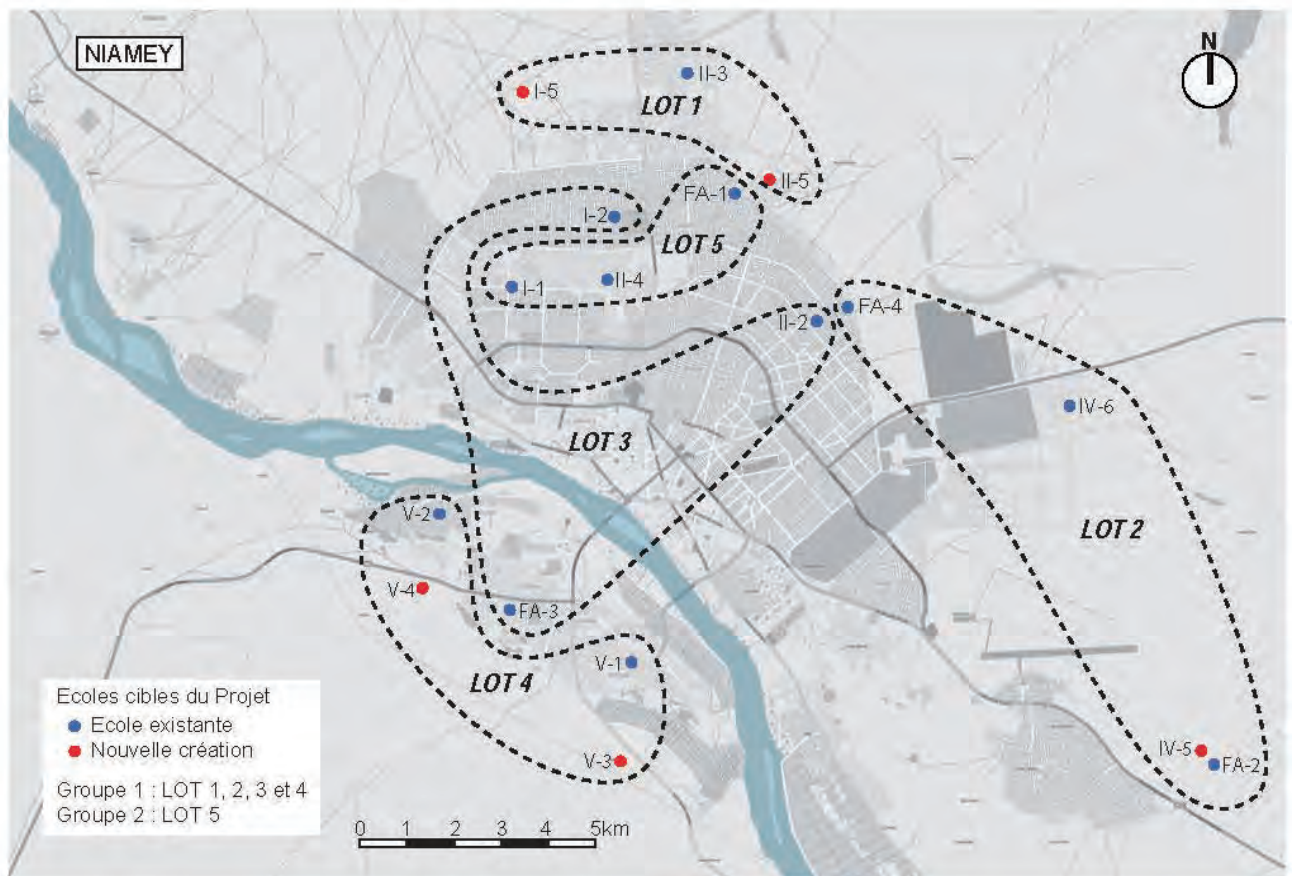 NIAMEY
N
I-5
II-3
LOT 1
II-5
FA-1
I-2
LOT 5
I-1
II-4
II-2
FA-4
IV-6
LOT 3
LOT 2
V-2
V-4
FA-3
V-1
LOT 4
V-3
IV-5
FA-2
Ecoles cibles du Projet
Ecole existante
Nouvelle création
Groupe 1 : LOT 1, 2, 3 et 4
Groupe 2 : LOT 5
0 1 2 3 4 5km